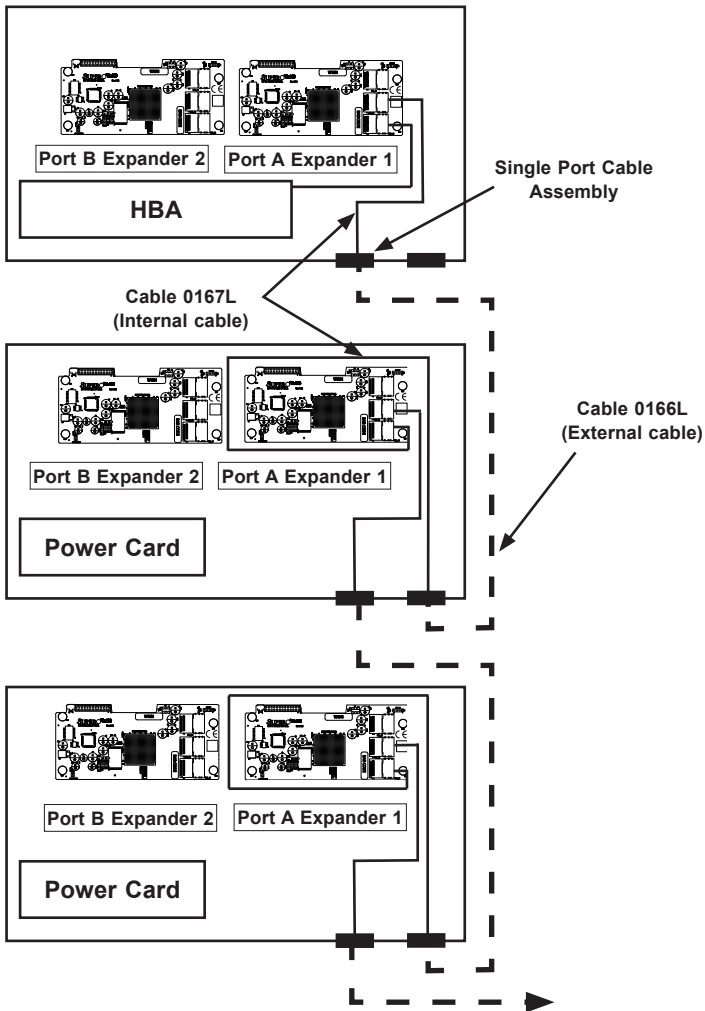 Port B Expander 2
Port A Expander 1
HBA
Single Port Cable
Assembly
Cable 0167L
(Internal cable)
Port B Expander 2
Port A Expander 1
Cable 0166L
(External cable)
Power Card
Port B Expander 2
Port A Expander 1
Power Card